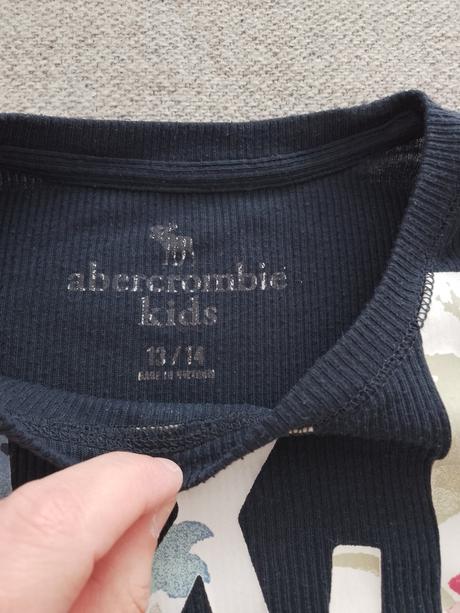 abercrombie
kids
13 / 14
MADE IN VIETNAM